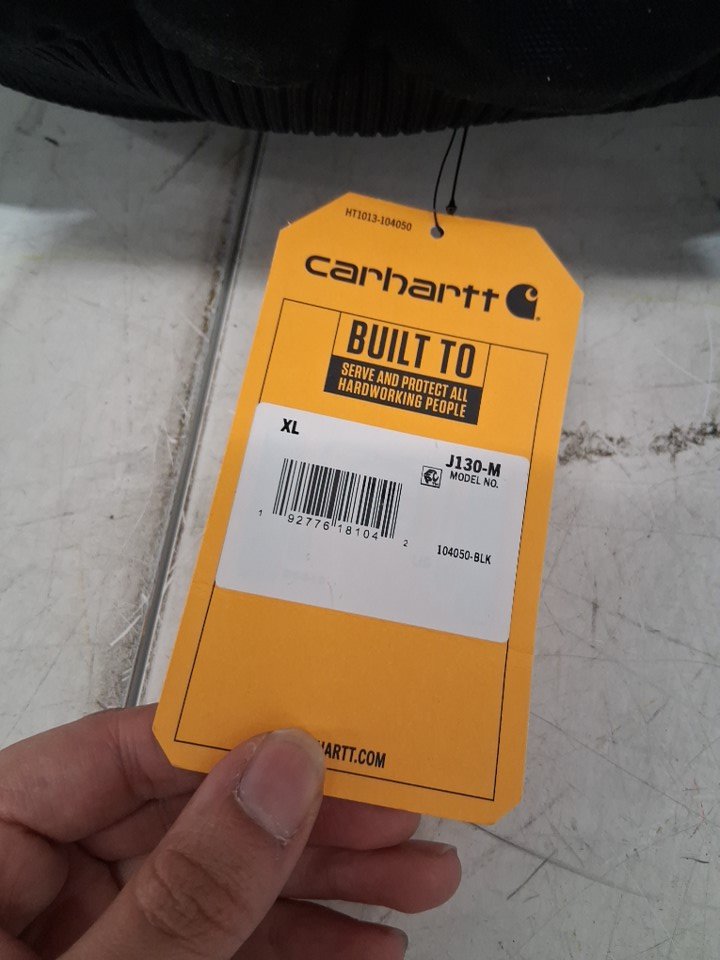 HT1013-104050
carhartt
BUILT TO
SERVE AND PROTECT ALL
HARDWORKING PEOPLE
XL
J130-M
MODEL NO.
1 92776 18104 2
104050-BLK
HARTT.COM